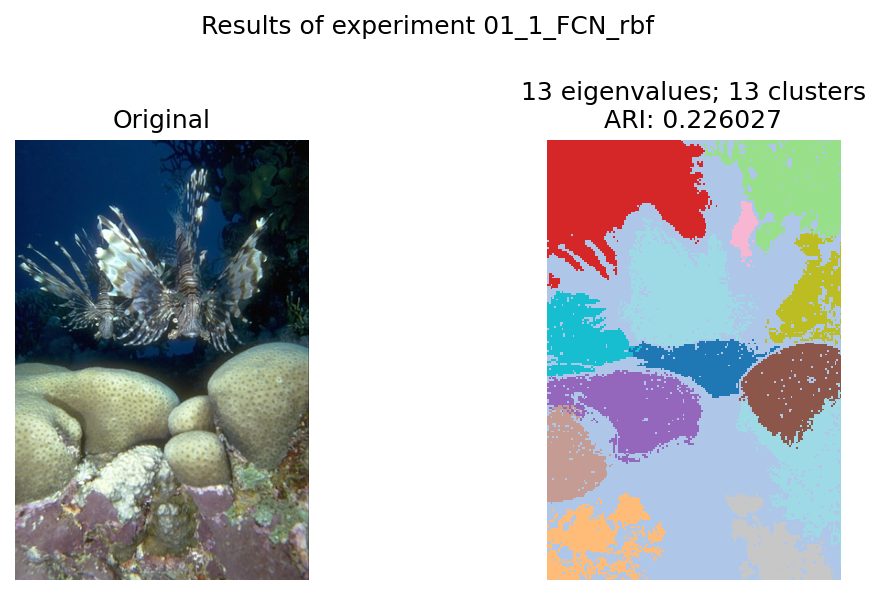 Results of experiment 01_1_FCN_rbf
Original
13 eigenvalues; 13 clusters
ARI: 0.226027